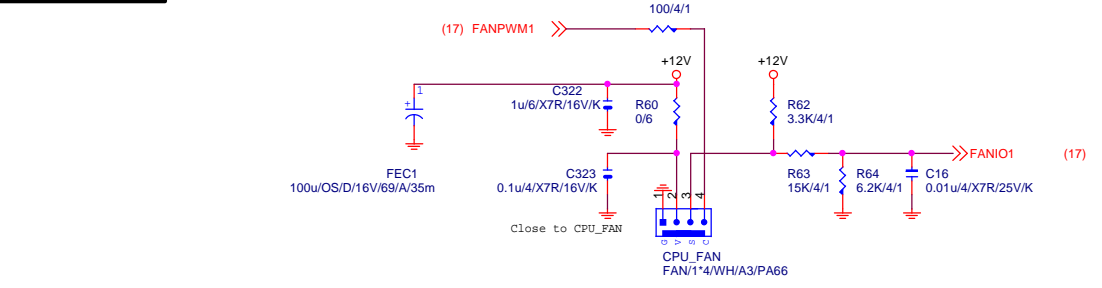 100/4/1
(17) FANPWM1
+12V
+12V
1
+
C322
1u/6/X7R/16V/K
R60
0/6
R62
3.3K/4/1
FANIO1
(17)
FEC1
100u/OS/D/16V/69/A/35m
C323
0.1u/4/X7R/16V/K
R63
15K/4/1
R64
6.2K/4/1
C16
0.01u/4/X7R/25V/K
1
2
3
4
Close to CPU_FAN
G
V
S
C
CPU_FAN
FAN/1*4/WH/A3/PA66